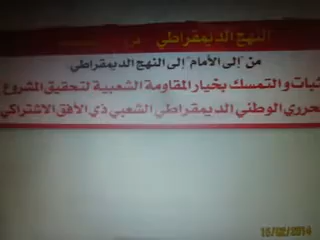 النهج الديمقراطي
من "إلى الأمام" إلى النهج الديمقراطي
ثبات والتمسك بخيار المقاومة الشعبية لتحقيق المشروع
تحرري الوطني الديمقراطي الشعبي ذي الأفق الاشتراكي
15/02/2014